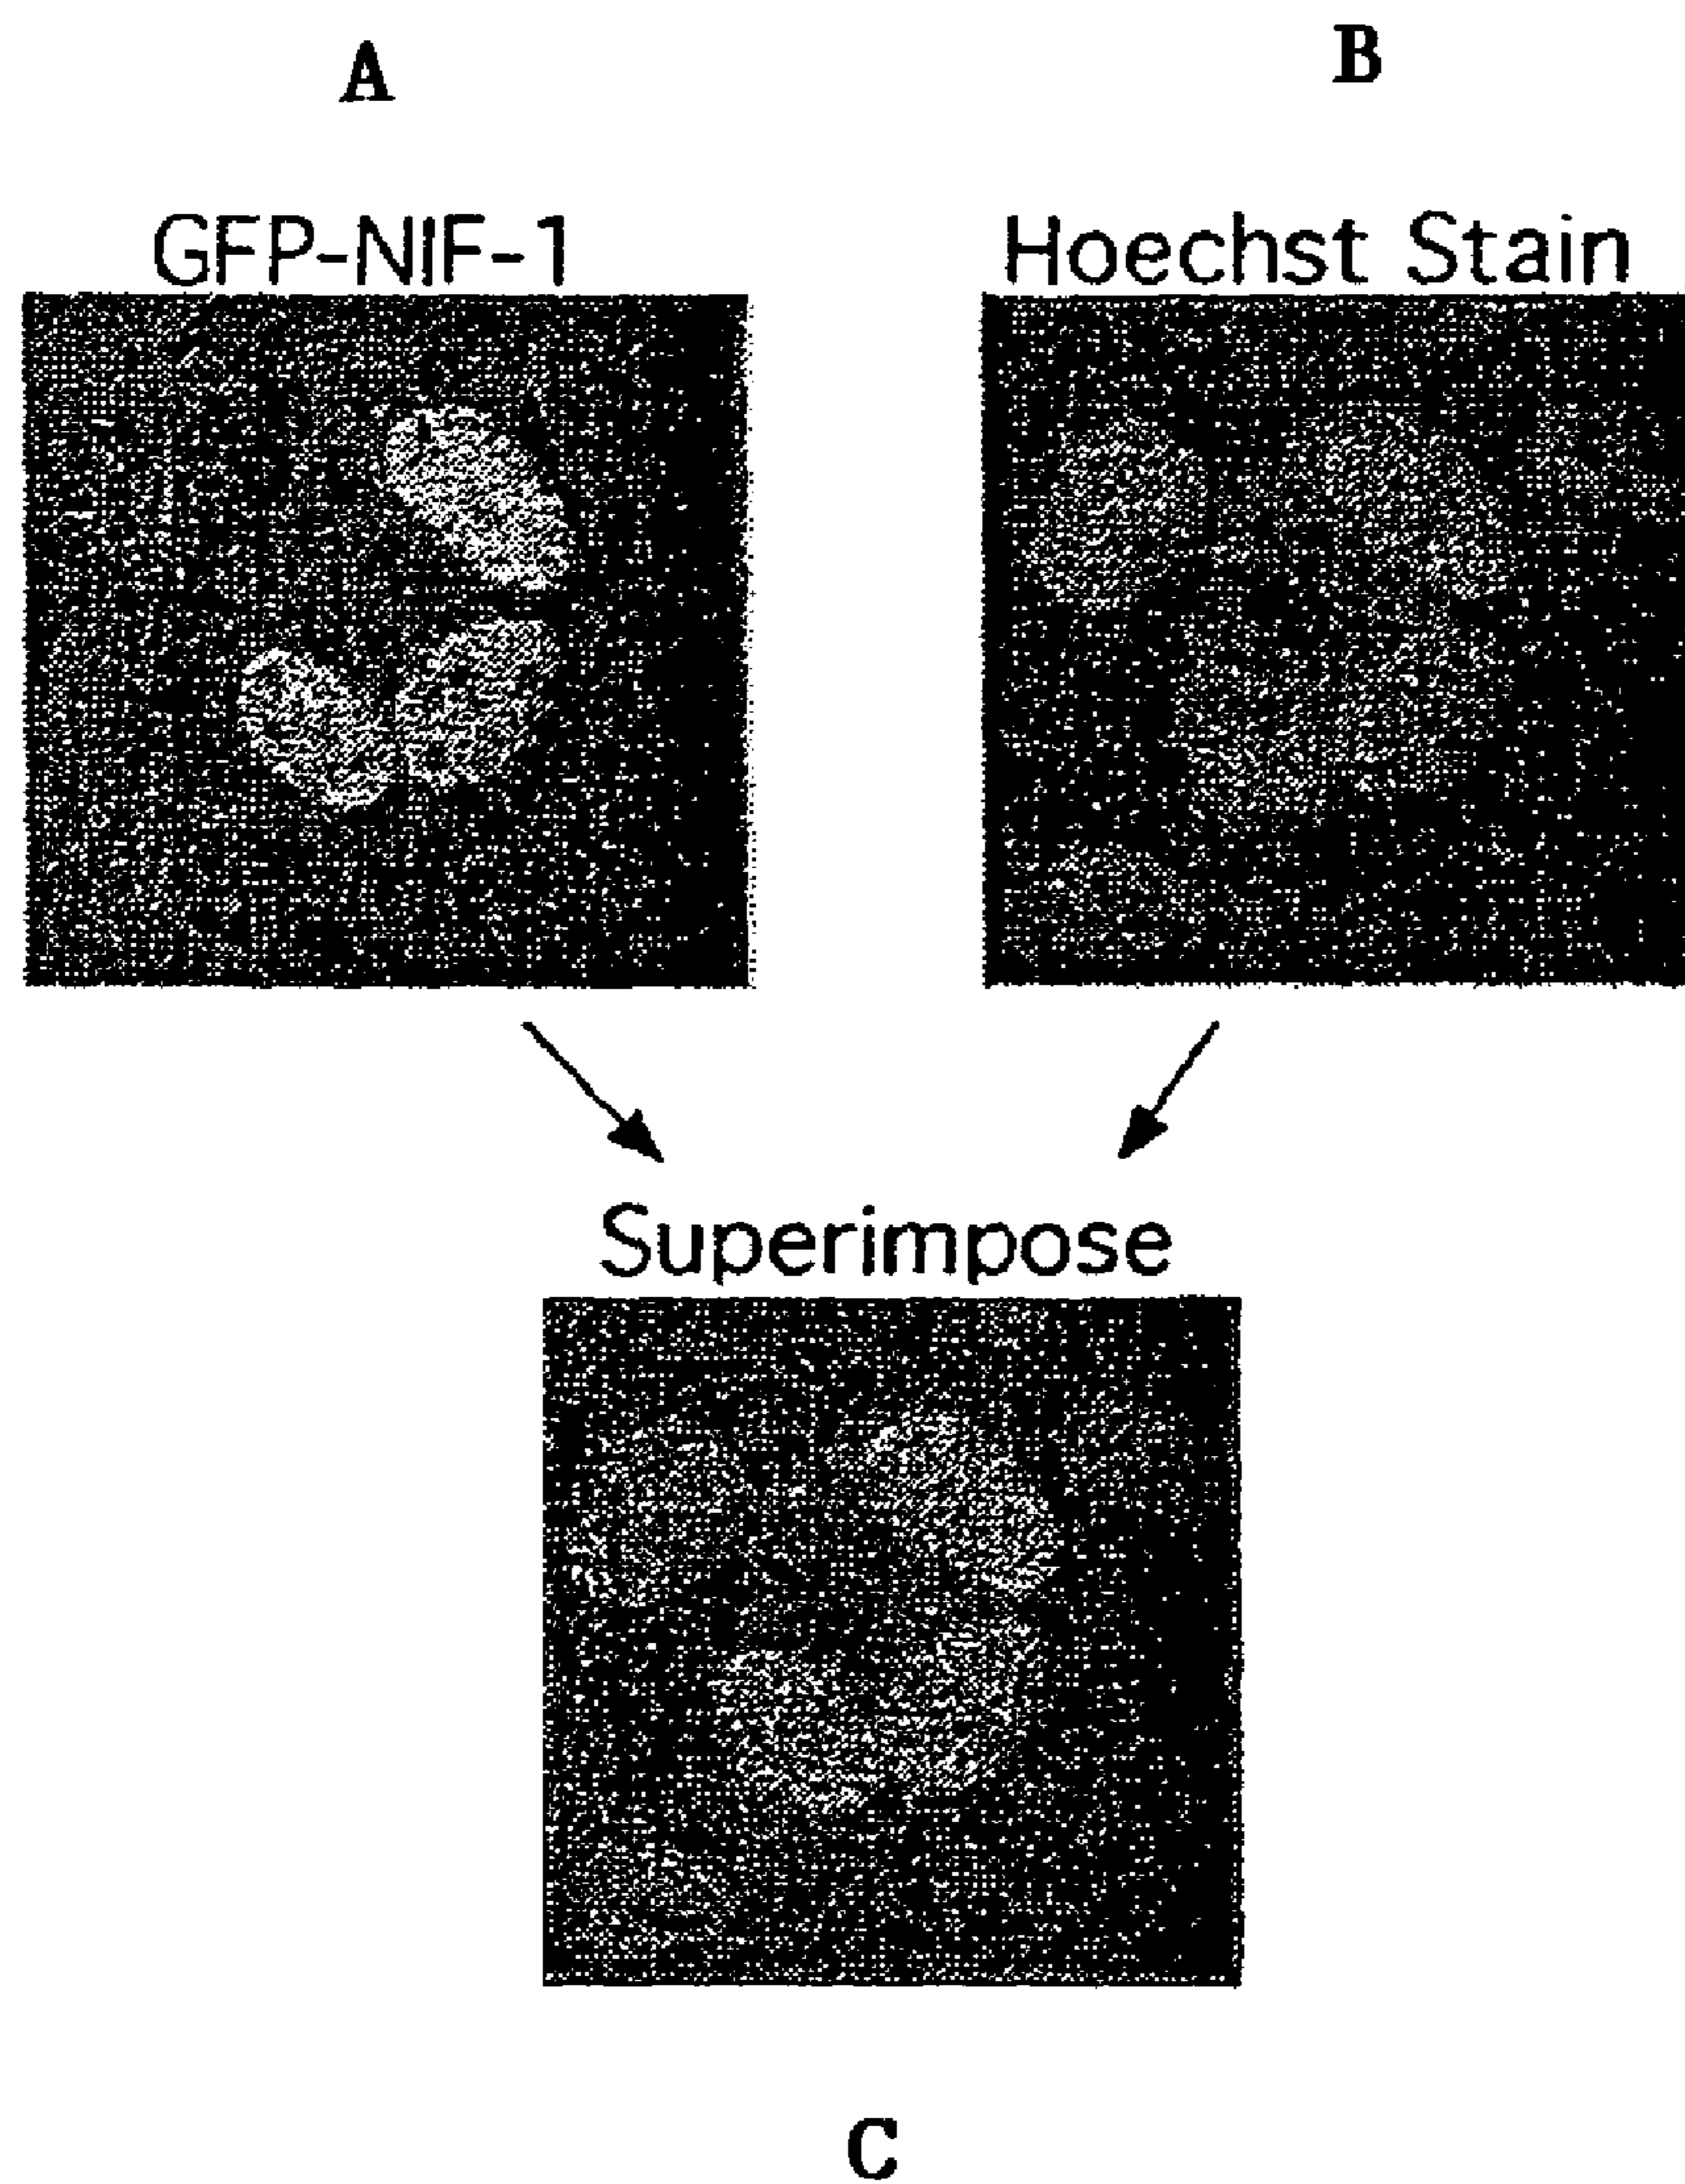 A
B
GFP-NIF-1
Hoechst Stain
Superimpose
C